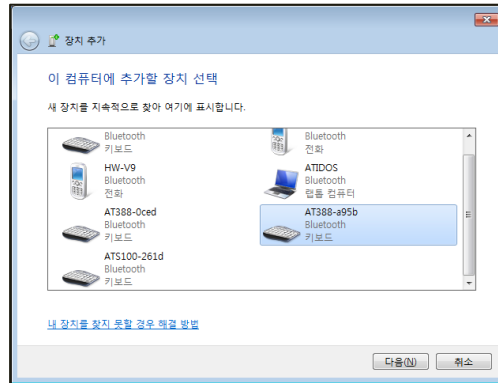 장치 추가
이 컴퓨터에 추가할 장치 선택
새 장치를 지속적으로 찾아 여기에 표시합니다.
Bluetooth
키보드
Bluetooth
전화
HW-V9
Bluetooth
전화
ATIDOS
Bluetooth
랩톱 컴퓨터
AT388-0ced
Bluetooth
키보드
AT388-a95b
Bluetooth
키보드
ATS100-261d
Bluetooth
키보드
내 장치를 찾지 못할 경우 해결 방법
다음(N)
취소